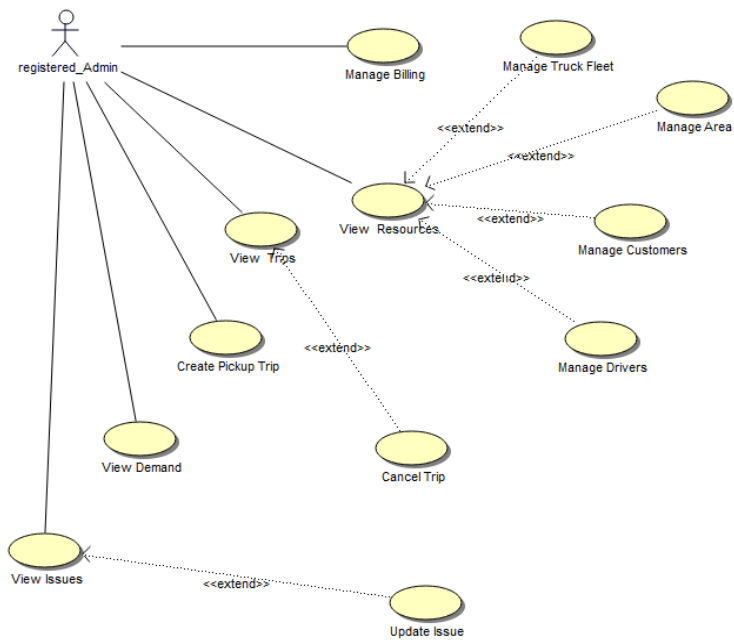 registered_Admin
Manage Billing
Manage Truck Fleet
Manage Area
<<extend>>
<<extend>>
View Resources
<<extend>>
Manage Customers
View Trips
<<extend>>
<<extend>>
Create Pickup Trip
Manage Drivers
View Demand
Cancel Trip
View Issues
<<extend>>
Update Issue